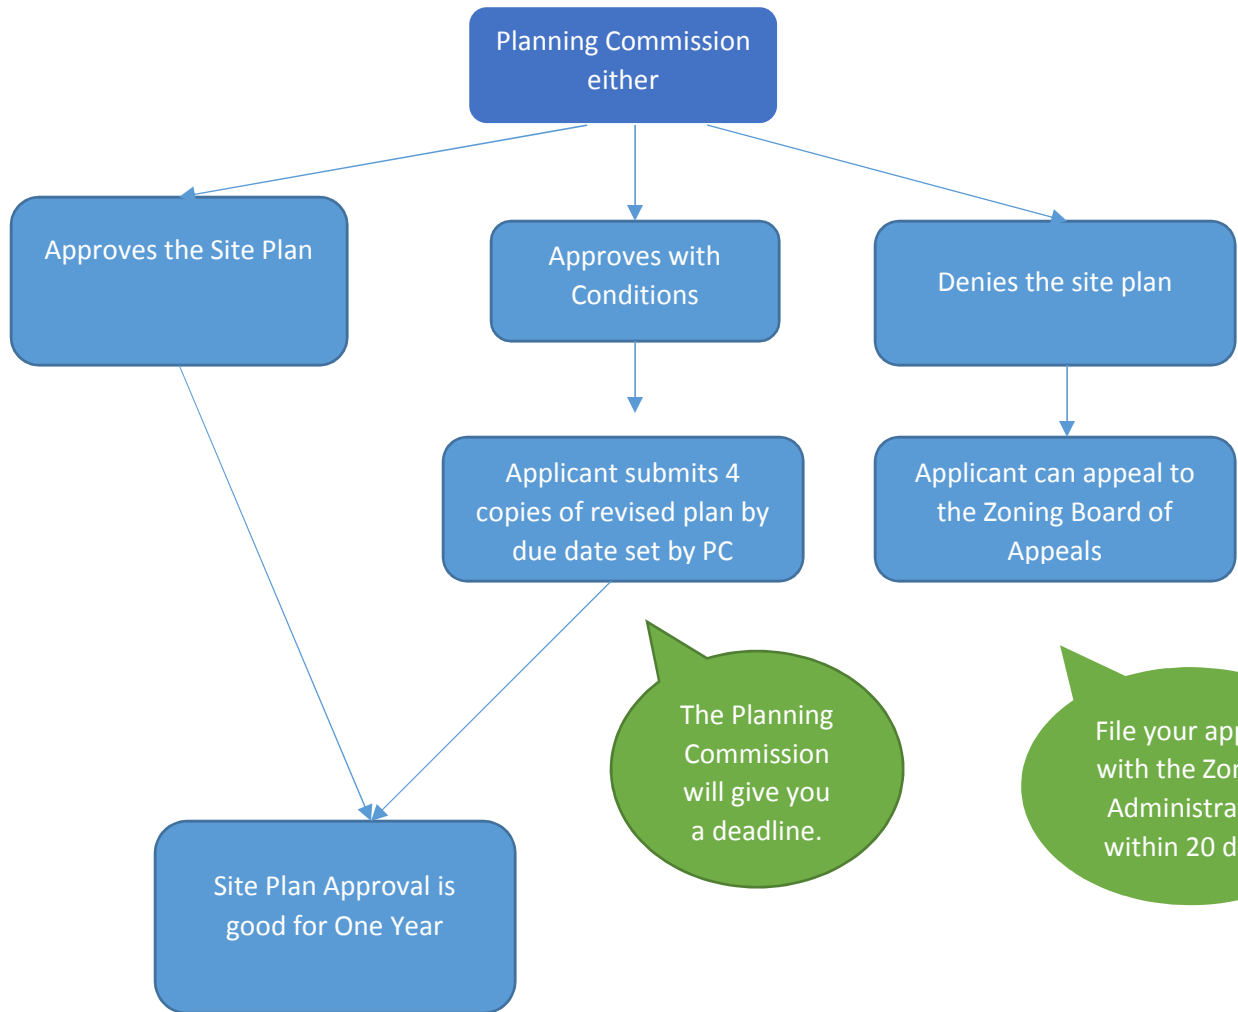 Planning Commission
either
Approves the Site Plan
Approves with
Conditions
Denies the site plan
Applicant submits 4
copies of revised plan by
due date set by PC
Applicant can appeal to
the Zoning Board of
Appeals
The Planning
Commission
will give you
a deadline.
File your
with the
within 20
Site Plan Approval is
good for One Year